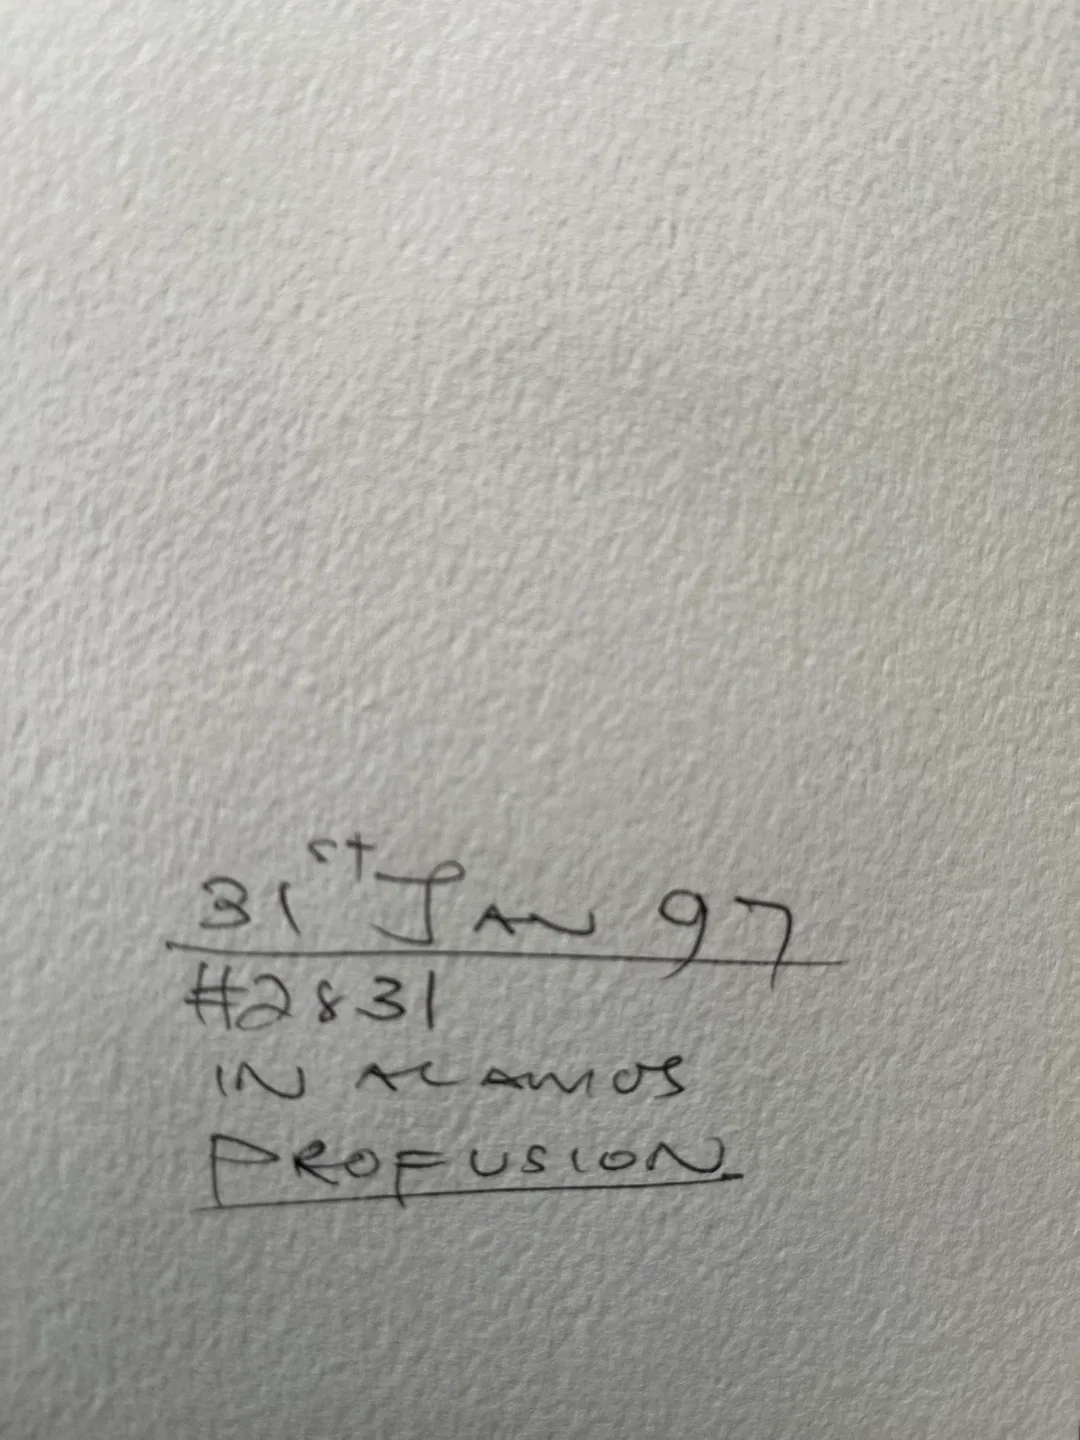 31st JAN 97
#2831
IN ALAMOS
PROFUSION